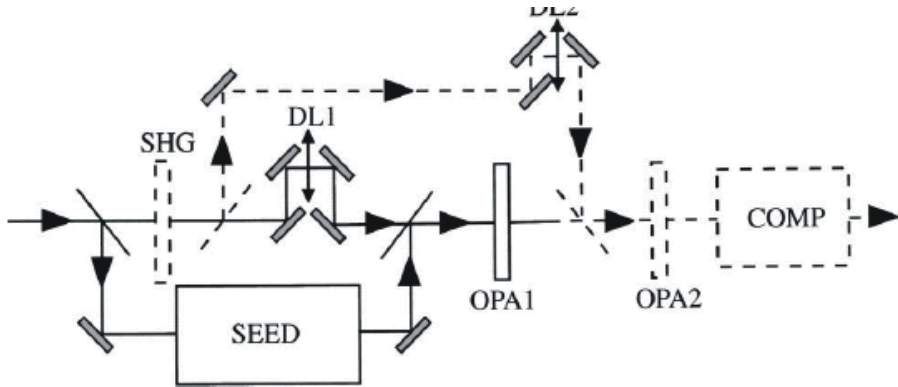 DL2
DL1
SHG
COMP
OPA1
OPA2
SEED